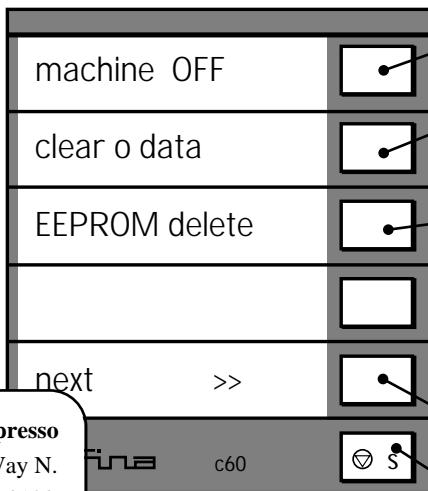 machine OFF
clear o data
EEPROM delete
next >>
presso
Way N.
c60
S